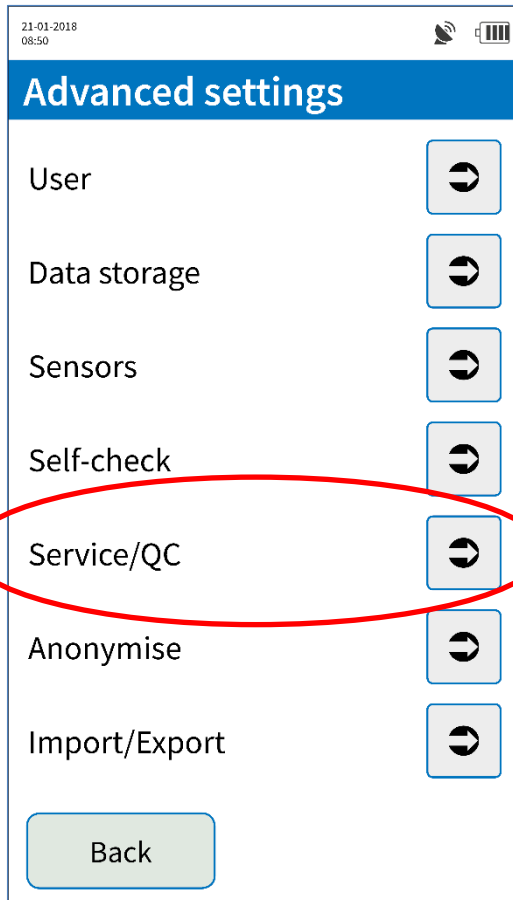 21-01-2018
08:50
Advanced settings
User
Data storage
Sensors
Self-check
Service/QC
Anonymise
Import/Export
Back